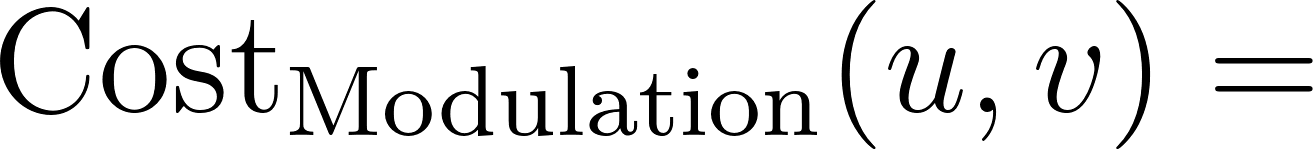 Cost_Modulation(u, v) =